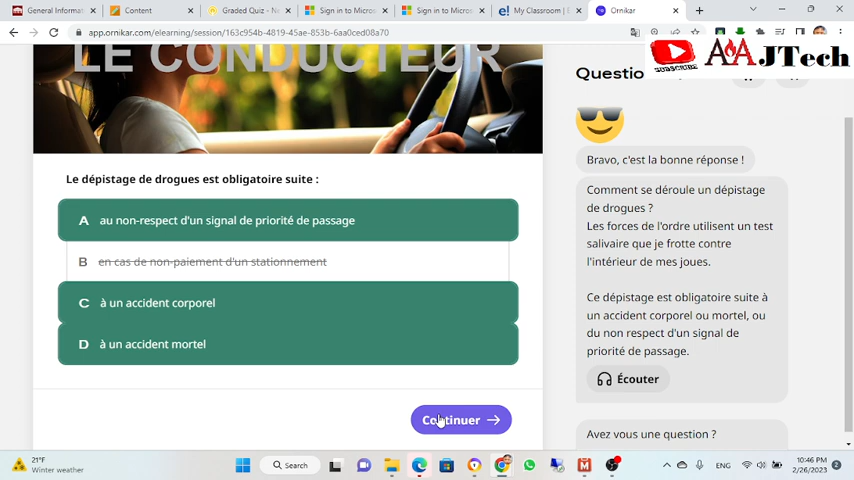 General Informat
Content
Graded Quiz - Ne
Sign in to Micros
Sign in to Micros
My Classroom | E
Ornikar
app.ornikar.com/elearning/session/163c954b-4819-45ae-853b-6aa0ced08a70
LE CONDUCTEUR
SUBSCRIBE
AAJTech
Questio
Bravo, c'est la bonne réponse !
Le dépistage de drogues est obligatoire suite :
A au non-respect d'un signal de priorité de passage
B en cas de non-paiement d'un stationnement
C à un accident corporel
D à un accident mortel
Continuer
Comment se déroule un dépistage
de drogues ?
Les forces de l'ordre utilisent un test
salivaire que je frotte contre
l'intérieur de mes joues.
Ce dépistage est obligatoire suite à
un accident corporel ou mortel, ou
du non respect d'un signal de
priorité de passage.
Écouter
Avez vous une question ?
21°F
Winter weather
Search
ENG
10:46 PM
2/26/2023
2